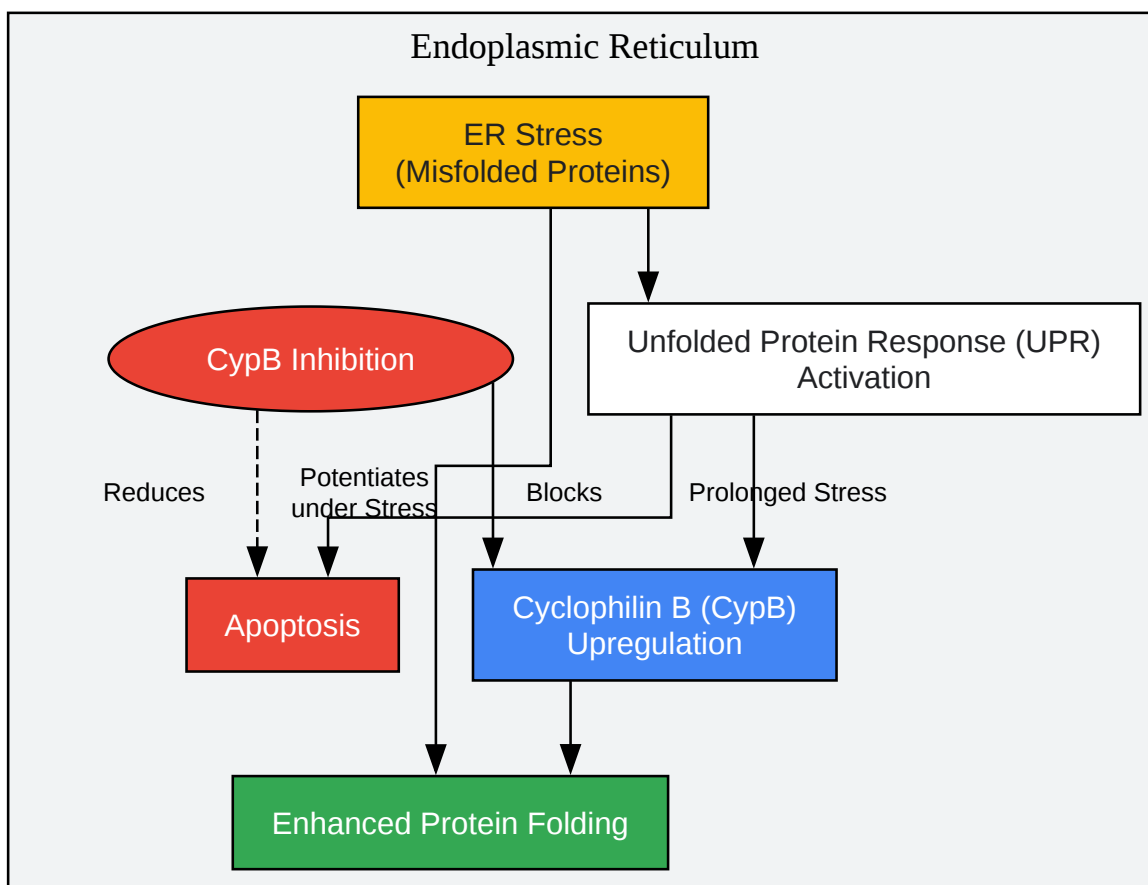 Endoplasmic Reticulum
ER Stress
(Misfolded Proteins)
CypB Inhibition
Unfolded Protein Response (UPR)
Activation
Reduces
Potentiates
under Stress
Blocks
Prolonged Stress
Apoptosis
Cyclophilin B (CypB)
Upregulation
Enhanced Protein Folding